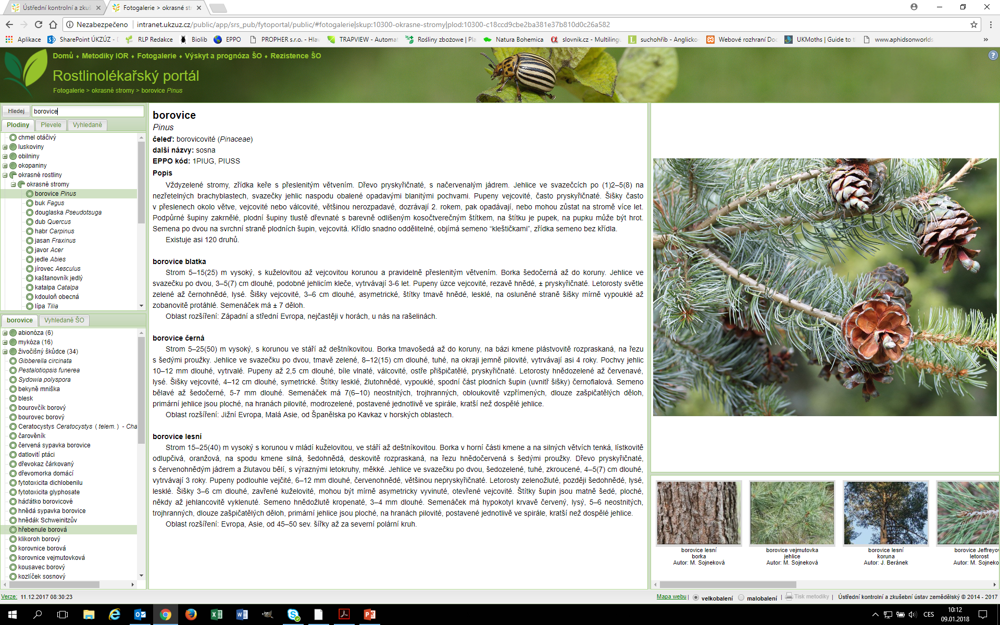 Ústřední kontrolní a zkuš
Fotogalerie > okrasné str
Nezabezpečeno
intranet.ukzuz.cz/public/app/srs_pub/fytoportal/public/#fotogalerie|skup:10300-okrasne-stromy|plod:10300-c18ccd9cbe2ba381e37b810d0c26a582
Aplikace
SharePoint ÚKZÚZ -
RLP Redakce
Biolib
EPPO
PROPHER s.r.o. - Hlav
TRAPVIEW - Automat
Rośliny zbożowe | Pla
Natura Bohemica
slovnik.cz - Multilingu
suchohřib - Anglicko-
Webové rozhraní Doc
UKMoths | Guide to t
www.aphidsonworlds
»
Domů ♦ Metodiky IOR ♦ Fotogalerie ♦ Výskyt a prognóza ŠO ♦ Rezistence ŠO
Rostlinolékařský portál
Fotogalerie > okrasné stromy > borovice Pinus
?
Hledej
borovice
Plodiny
Plevele
Vyhledané
chmel otáčivý
luskoviny
obilniny
okopaniny
okrasné rostliny
okrasné stromy
borovice Pinus
buk Fagus
douglaska Pseudotsuga
dub Quercus
habr Carpinus
jasan Fraxinus
javor Acer
jedle Abies
jírovec Aesculus
kaštanovník jedlý
katalpa Catalpa
kdouloň obecná
lípa Tilia
borovice
Vyhledané ŠO
abionóza (6)
mykóza (16)
živočišný škůdce (34)
Gibberella circinata
Pestalotiopsis funerea
Sydowia polyspora
bekyně mniška
blesk
bourovčík borový
bourovec borový
Ceratocystys Ceratocystys (telem.) - Cha
čarověník
červená sypavka borovice
datlovití ptáci
dřevokaz čárkovaný
dřevomorka domácí
fytotoxicita dichlobenilu
fytotoxicita glyphosate
háďátko borovicové
hnědá sypavka borovice
hnědák Schweinitzův
hřebenule borová
klikoroh borový
korovnice borová
korovnice vejmutovková
kousavec borový
kozlíček sosnový
borovice
Pinus
čeleď: borovicovité (Pinaceae)
další názvy: sosna
EPPO kód: 1PIUG, PIUSS
Popis
Vždyzelené stromy, zřídka keře s přeslenitým větvením. Dřevo pryskyřičnaté, s načervenalým jádrem. Jehlice ve svazečcích po (1)2–5(8) na
nezřetelných brachyblastech, svazečky jehlic naspodu obalené opadavými blanitými pochvami. Pupeny vejcovité, často pryskyřičnaté. Šišky často
v přeslenech okolo větve, vejcovité nebo válcovité, většinou nerozpadavé, dozrávají 2. rokem, pak opadávají, nebo mohou zůstat na stromě více let.
Podpůrné šupiny zakrnělé, plodní šupiny tlustě dřevnaté s barevně odlišeným kosočtverečným štítkem, na štítku je pupek, na pupku může být hrot.
Semena po dvou na svrchní straně plodních šupin, vejcovitá. Křídlo snadno oddělitelné, objímá semeno “kleštičkami”, zřídka semeno bez křídla.
Existuje asi 120 druhů.
borovice blatka
Strom 5–15(25) m vysoký, s kuželovitou až vejcovitou korunou a pravidelně přeslenitým větvením. Borka šedočerná až do koruny. Jehlice ve
svazečku po dvou, 3–5(7) cm dlouhé, podobné jehlicím kleče, vytrvávají 3-6 let. Pupeny úzce vejcovité, rezavě hnědé, ± pryskyřičnaté. Letorosty světle
zelené až černohnědé, lysé. Šišky vejcovité, 3–6 cm dlouhé, asymetrické, štítky tmavě hnědé, lesklé, na osluněné straně šišky mírně vypouklé až
zobanovitě protáhlé. Semenáček má ± 7 děloh.
Oblast rozšíření: Západní a střední Evropa, nejčastěji v horách, u nás na rašelinách.
borovice černá
Strom 5–25(50) m vysoký, s korunou ve stáří až deštníkovitou. Borka tmavošedá až do koruny, na bázi kmene plástvovitě rozpraskaná, na řezu
s šedými proužky. Jehlice ve svazečku po dvou, tmavě zelené, 8–12(15) cm dlouhé, tuhé, na okraji jemně pilovité, vytrvávají asi 4 roky. Pochvy jehlic
10–12 mm dlouhé, vytrvalé. Pupeny až 2,5 cm dlouhé, bíle vlnaté, válcovité, ostře přišpičatělé, pryskyřičnaté. Letorosty hnědozelené až červenavé,
lysé. Šišky vejcovité, 4–12 cm dlouhé, symetrické. Štítky lesklé, žlutohnědé, vypouklé, spodní část plodních šupin (uvnitř šišky) černofialová. Semeno
bělavé až šedočerné, 5-7 mm dlouhé. Semenáček má 7(6–10) neostnitých, trojhranných, obloukovitě vzpřímených, dlouze zašpičatělých děloh,
primární jehlice jsou ploché, na hranách pilovité, modrozelené, postavené jednotlivě ve spirále, kratší než dospělé jehlice.
Oblast rozšíření: Jižní Evropa, Malá Asie, od Španělska po Kavkaz v horských oblastech.
borovice lesní
Strom 15–25(40) m vysoký s korunou v mládí kuželovitou, ve stáří až deštníkovitou. Borka v horní části kmene a na silných větvích tenká, lístkovitě
odlupčivá, oranžová, na spodu kmene silná, šedohnědá, deskovitě rozpraskaná, na řezu hnědočervená s šedými proužky. Dřevo pryskyřičnaté,
s červenohnědým jádrem a žlutavou bělí, s výraznými letokruhy, měkké. Jehlice ve svazečku po dvou, šedozelené, tuhé, zkroucené, 4–5(7) cm dlouhé,
vytrvávají 3 roky. Pupeny podlouhle vejčité, 6–12 mm dlouhé, červenohnědé, většinou nepryskyřičnaté. Letorosty zelenožluté, později šedohnědé, lysé,
lesklé. Šišky 3–6 cm dlouhé, zavřené kuželovité, mohou být mírně asymetricky vyvinuté, otevřené vejcovité. Štítky šupin jsou matně šedé, ploché,
někdy až jehlancovité vyklenuté. Semeno hnědožlutě kropenaté, 3–4 mm dlouhé. Semenáček má hypokotyl krvavě červený, lysý, 5–6 neostnitých,
trojhranných, dlouze zašpičatělých děloh, primární jehlice jsou ploché, na hranách pilovité, postavené jednotlivě ve spirále, kratší než dospělé jehlice.
Oblast rozšíření: Evropa, Asie, od 45–50 sev. šířky až za severní polární kruh.
borovice lesní
borka
Autor: M. Sojneková
borovice vejmutovka
jehlice
Autor: M. Sojneková
borovice lesní
koruna
Autor: J. Beránek
borovice Jeffreyov
letorost
Autor: M. Sojneko
Verze: 11.12.2017 08:30:23
Mapa webu | velkobalení malobalení | Tisk metodiky | Ústřední kontrolní a zkušební ústav zemědělský © 2014 - 2017
CES
10:12
09.01.2018